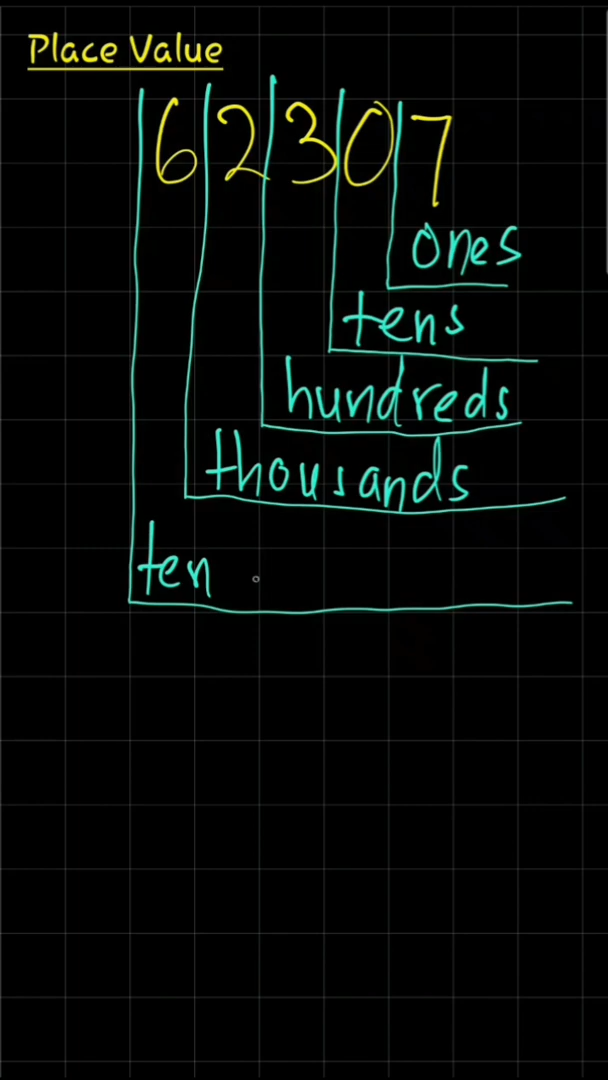 Place Value
62307
ones
tens
hundreds
thousands
ten